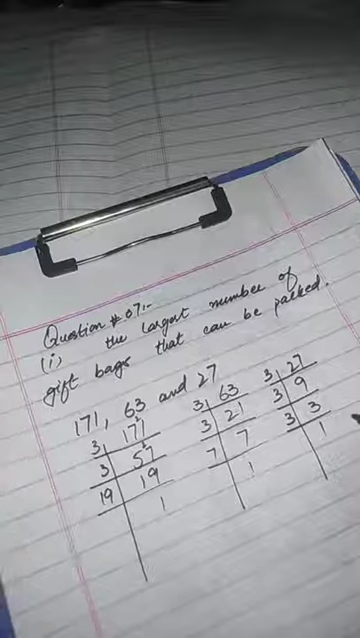 Question # 07:-
(i) the largest number of
gift bags that can be packed.
171, 63 and 27
3 171 3 63 3 27
3 57 3 21 3 9
19 19 7 7 3 3
1 1 1